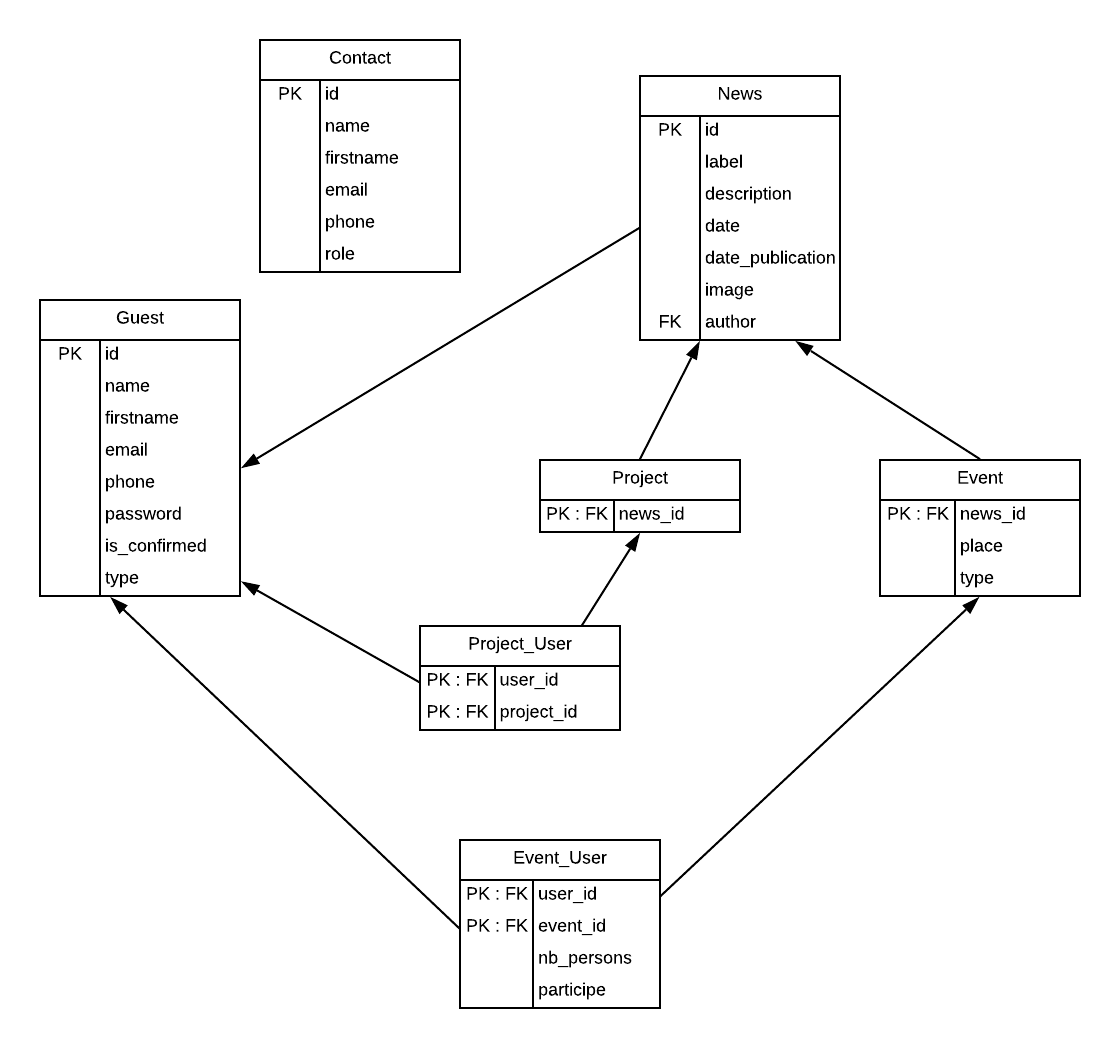 Contact
PK id
name
firstname
email
phone
role
News
PK id
label
description
date
date_publication
image
FK author
Guest
PK id
name
firstname
email
phone
password
is_confirmed
type
Project
PK : FK news_id
Event
PK : FK news_id
place
type
Project_User
PK : FK user_id
PK : FK project_id
Event_User
PK : FK user_id
PK : FK event_id
nb_persons
participe